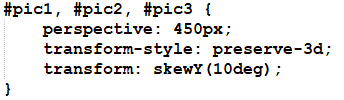 #pic1, #pic2, #pic3 {
    perspective: 450px;
    transform-style: preserve-3d;
    transform: skewY(10deg);
}